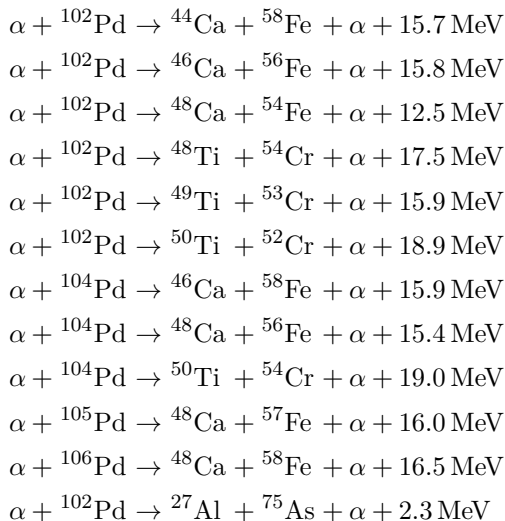 α + ¹⁰²Pd → ⁴⁴Ca + ⁵⁸Fe + α + 15.7 MeV
α + ¹⁰²Pd → ⁴⁶Ca + ⁵⁶Fe + α + 15.8 MeV
α + ¹⁰²Pd → ⁴⁸Ca + ⁵⁴Fe + α + 12.5 MeV
α + ¹⁰²Pd → ⁴⁸Ti + ⁵⁴Cr + α + 17.5 MeV
α + ¹⁰²Pd → ⁴⁹Ti + ⁵³Cr + α + 15.9 MeV
α + ¹⁰²Pd → ⁵⁰Ti + ⁵²Cr + α + 18.9 MeV
α + ¹⁰⁴Pd → ⁴⁶Ca + ⁵⁸Fe + α + 15.9 MeV
α + ¹⁰⁴Pd → ⁴⁸Ca + ⁵⁶Fe + α + 15.4 MeV
α + ¹⁰⁴Pd → ⁵⁰Ti + ⁵⁴Cr + α + 19.0 MeV
α + ¹⁰⁵Pd → ⁴⁸Ca + ⁵⁷Fe + α + 16.0 MeV
α + ¹⁰⁶Pd → ⁴⁸Ca + ⁵⁸Fe + α + 16.5 MeV
α + ¹⁰²Pd → ²⁷Al + ⁷⁵As + α + 2.3 MeV